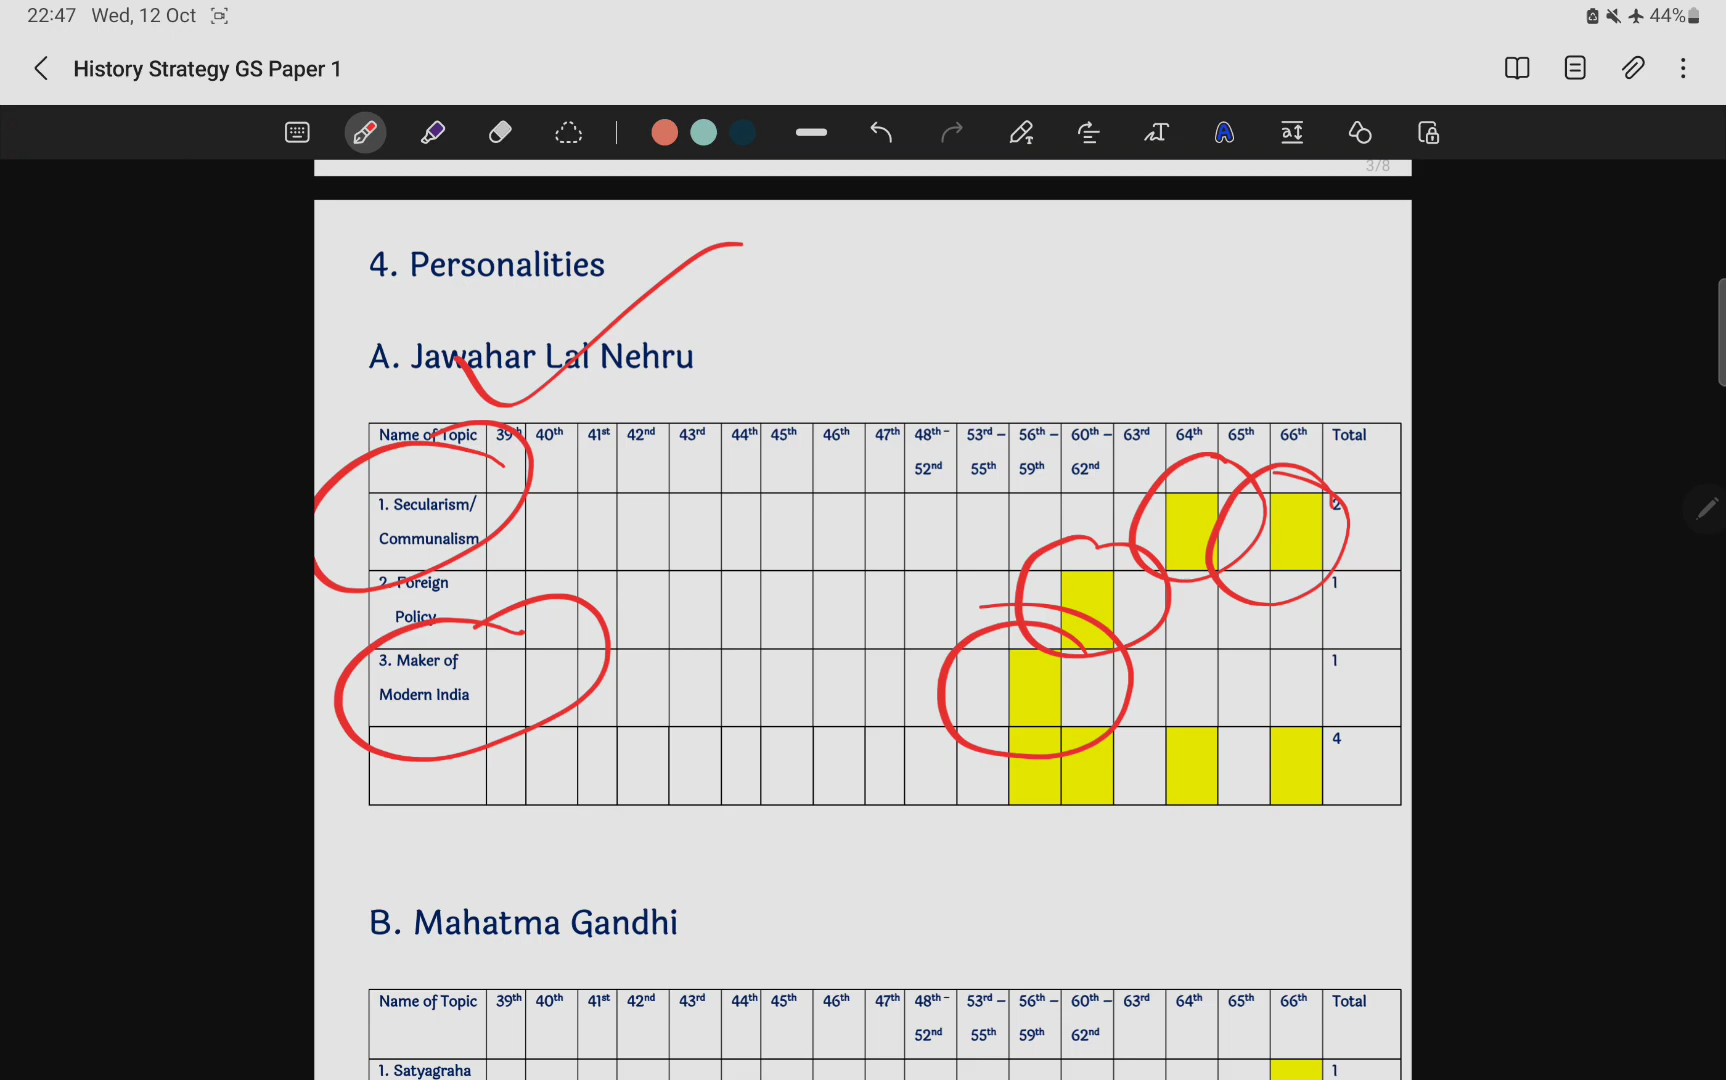 22:47 Wed, 12 Oct
44%
History Strategy GS Paper 1
3/8
4. Personalities
A. Jawahar Lal Nehru
Name of Topic 39th 40th 41st 42nd 43rd 44th 45th 46th 47th 48th – 52nd 53rd – 55th 56th – 59th 60th – 62nd 63rd 64th 65th 66th Total
1. Secularism/ 2
Communalism
2. Foreign 1
Policy
3. Maker of 1
Modern India
4
B. Mahatma Gandhi
Name of Topic 39th 40th 41st 42nd 43rd 44th 45th 46th 47th 48th – 52nd 53rd – 55th 56th – 59th 60th – 62nd 63rd 64th 65th 66th Total
1. Satyagraha 1